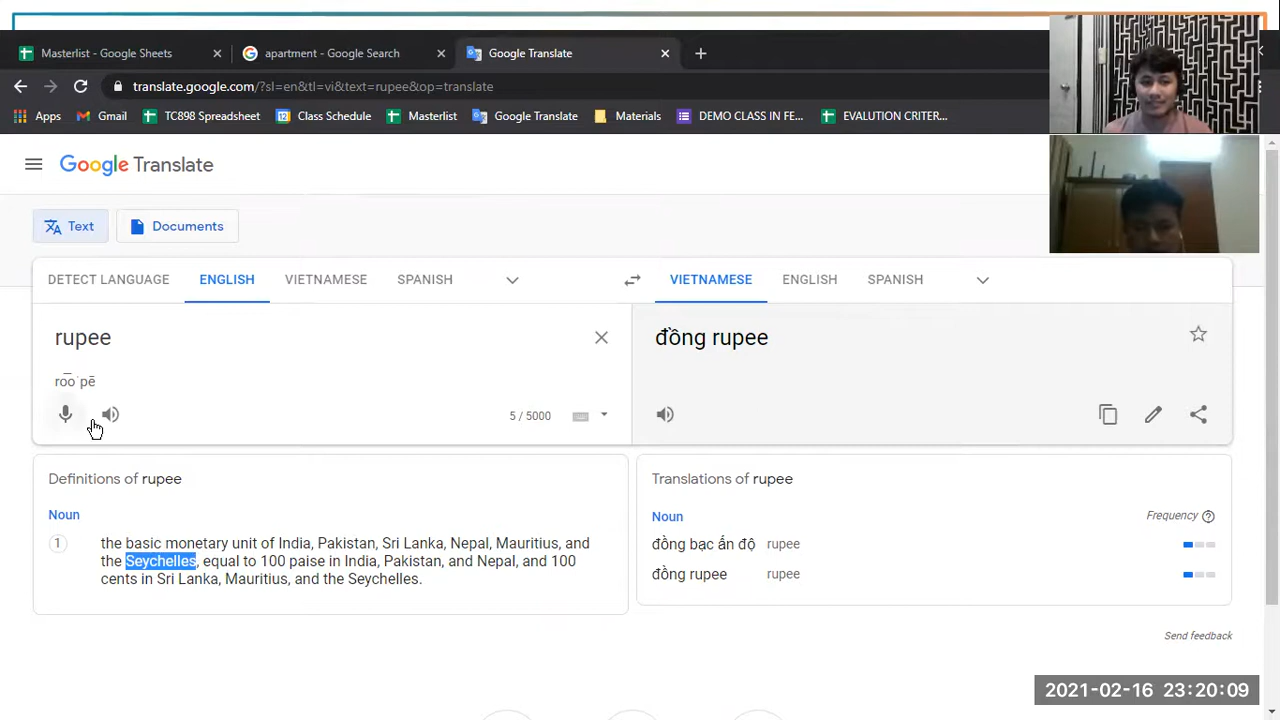 Masterlist - Google Sheets
apartment - Google Search
Google Translate
translate.google.com/?sl=en&tl=vi&text=rupee&op=translate
Apps
Gmail
TC898 Spreadsheet
Class Schedule
Masterlist
Google Translate
Materials
DEMO CLASS IN FE...
EVALUTION CRITER...
Google Translate
Text
Documents
DETECT LANGUAGE
ENGLISH
VIETNAMESE
SPANISH
VIETNAMESE
ENGLISH
SPANISH
rupee
đồng rupee
ro͞oˈpē
5 / 5000
Definitions of rupee
Noun
1
the basic monetary unit of India, Pakistan, Sri Lanka, Nepal, Mauritius, and
the Seychelles, equal to 100 paise in India, Pakistan, and Nepal, and 100
cents in Sri Lanka, Mauritius, and the Seychelles.
Translations of rupee
Noun
Frequency
đồng bạc ấn độ rupee
đồng rupee rupee
Send feedback
2021-02-16 23:20:09